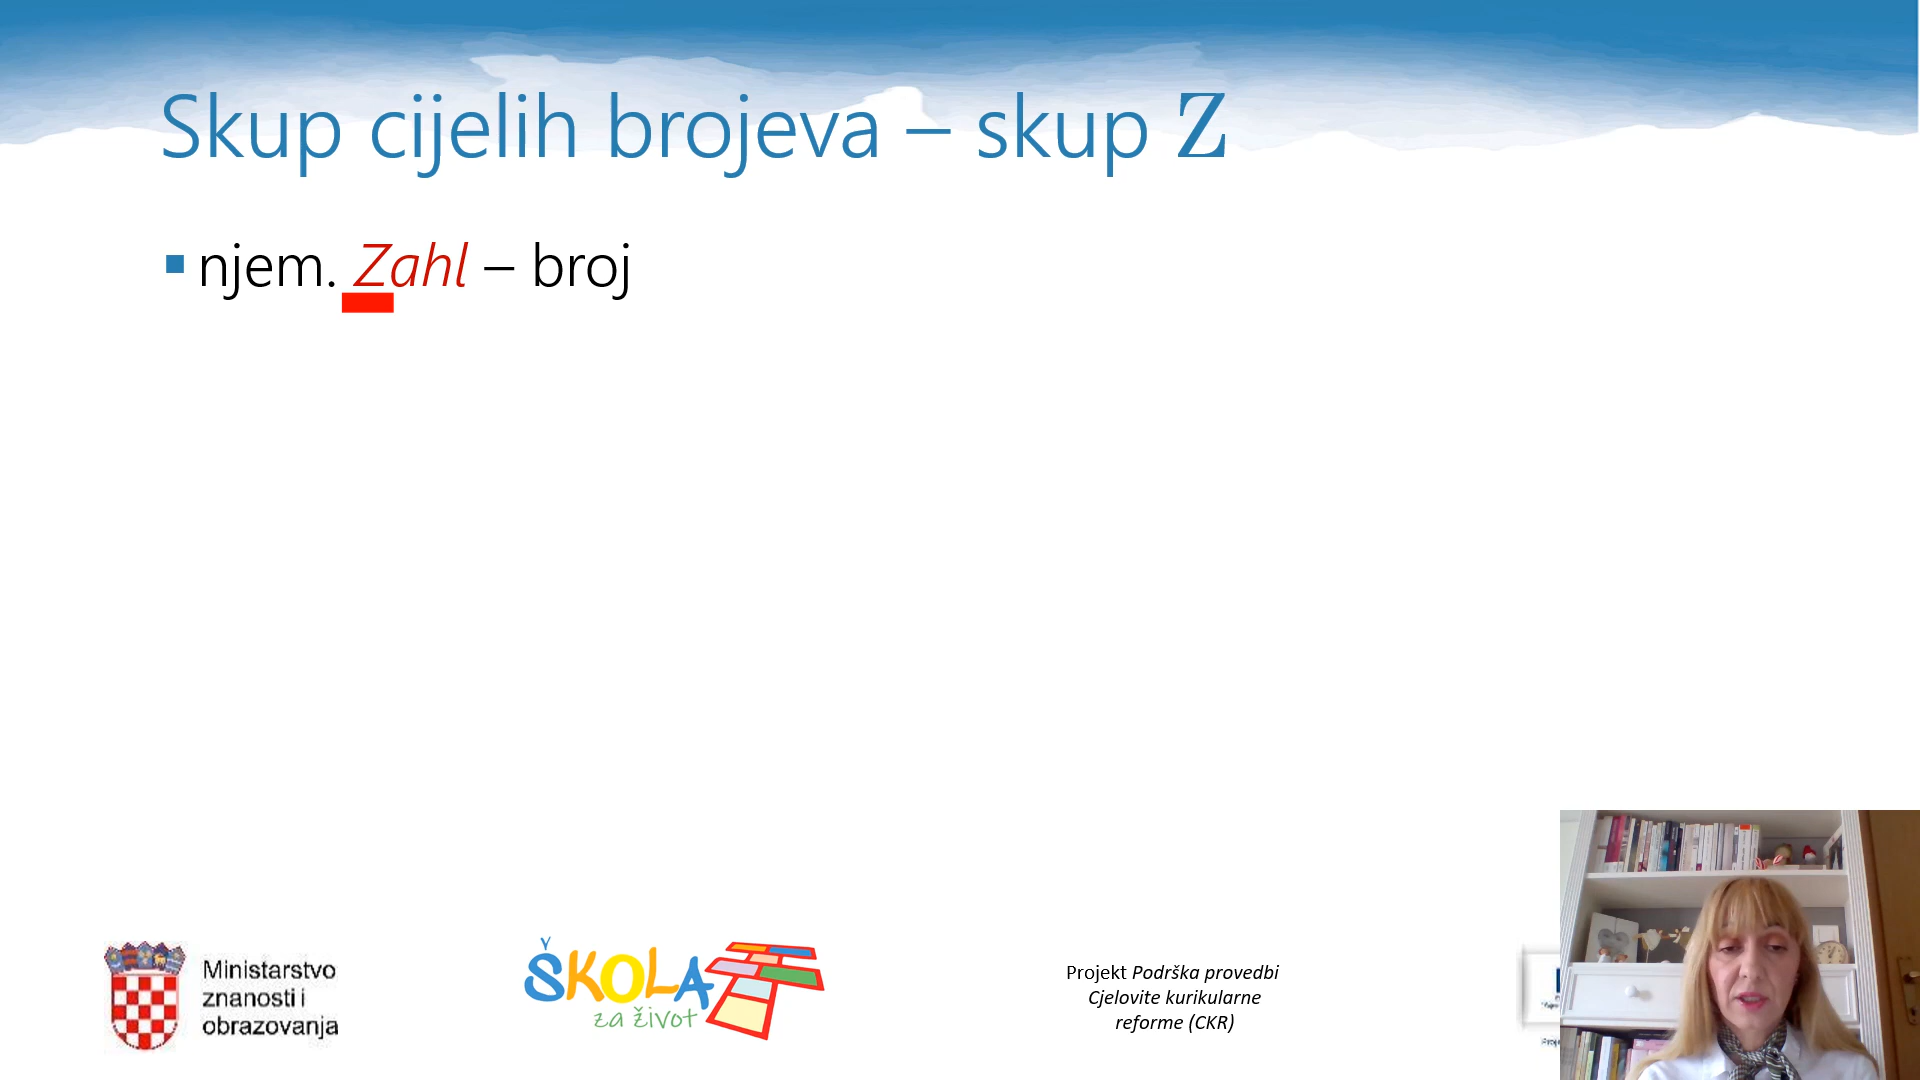 Skup cijelih brojeva – skup Z
njem. Zahl – broj
Ministarstvo
znanosti i
obrazovanja
ŠKOLA
za život
Projekt Podrška provedbi
Cjelovite kurikularne
reforme (CKR)